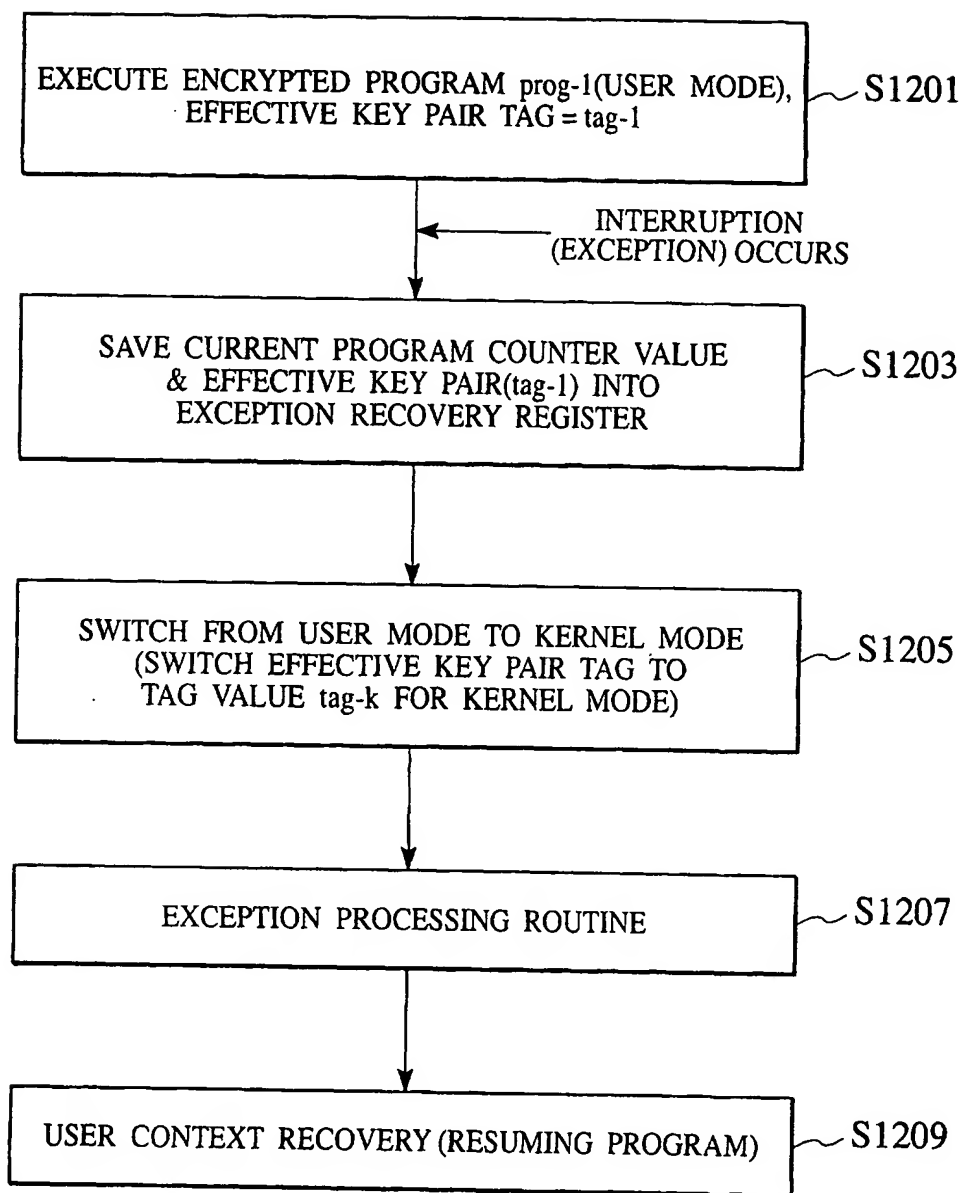 EXECUTE ENCRYPTED PROGRAM prog-1(USER MODE),
EFFECTIVE KEY PAIR TAG = tag-1
S1201
INTERRUPTION
(EXCEPTION) OCCURS
SAVE CURRENT PROGRAM COUNTER VALUE
& EFFECTIVE KEY PAIR(tag-1) INTO
EXCEPTION RECOVERY REGISTER
S1203
SWITCH FROM USER MODE TO KERNEL MODE
(SWITCH EFFECTIVE KEY PAIR TAG TO
TAG VALUE tag-k FOR KERNEL MODE)
S1205
EXCEPTION PROCESSING ROUTINE
S1207
USER CONTEXT RECOVERY (RESUMING PROGRAM)
S1209